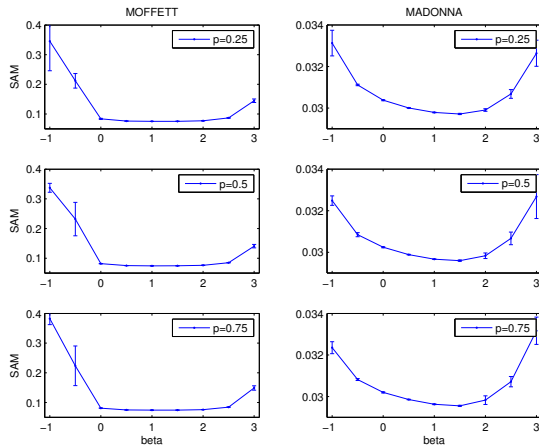 MOFFETT
MADONNA
0.4
0.3
0.2
0.1
SAM
p=0.25
−1 0 1 2 3
0.034
0.032
0.03
p=0.25
−1 0 1 2 3
0.4
0.3
0.2
0.1
SAM
p=0.5
−1 0 1 2 3
0.034
0.032
0.03
p=0.5
−1 0 1 2 3
0.4
0.3
0.2
0.1
SAM
p=0.75
−1 0 1 2 3
beta
0.034
0.032
0.03
p=0.75
−1 0 1 2 3
beta